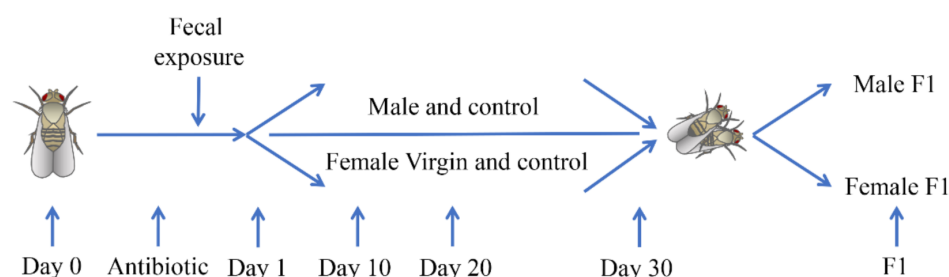 Fecal
exposure
Male and control
Female Virgin and control
Male F1
Female F1
Day 0
Antibiotic
Day 1
Day 10
Day 20
Day 30
F1